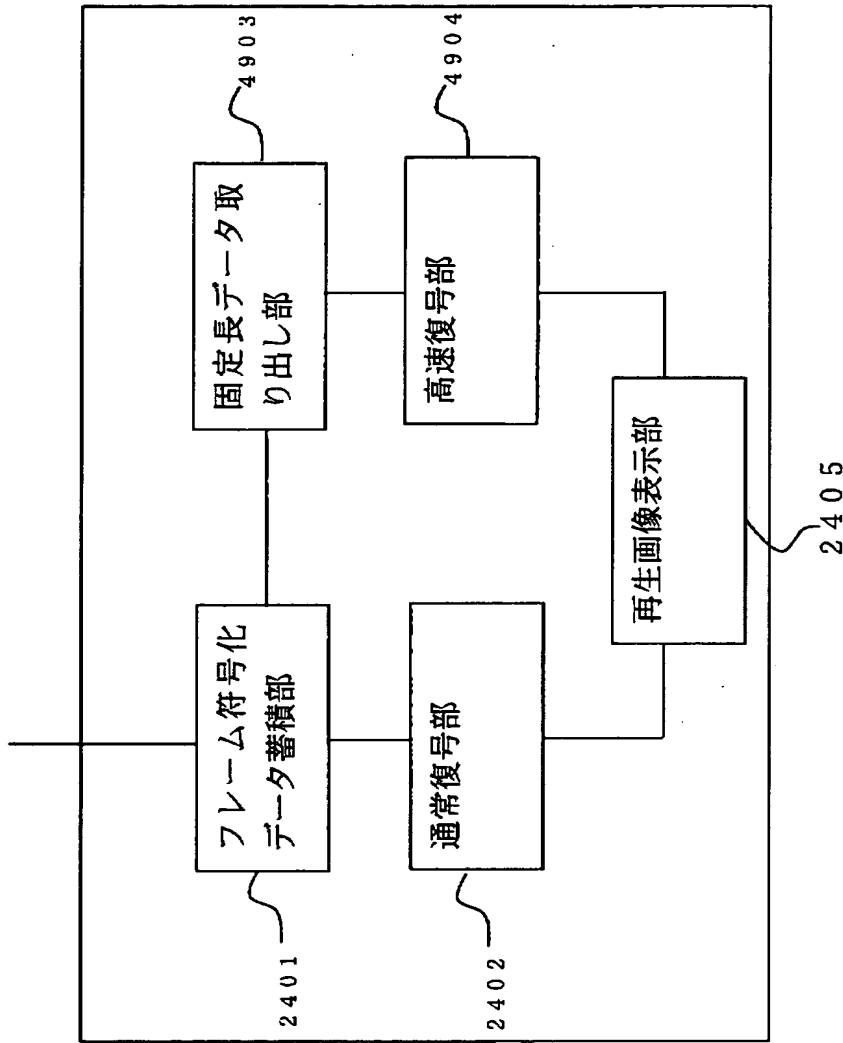 フレーム符号化
データ蓄積部
2401
固定長データ取
り出し部
4903
通常復号部
2402
高速復号部
4904
再生画像表示部
2405